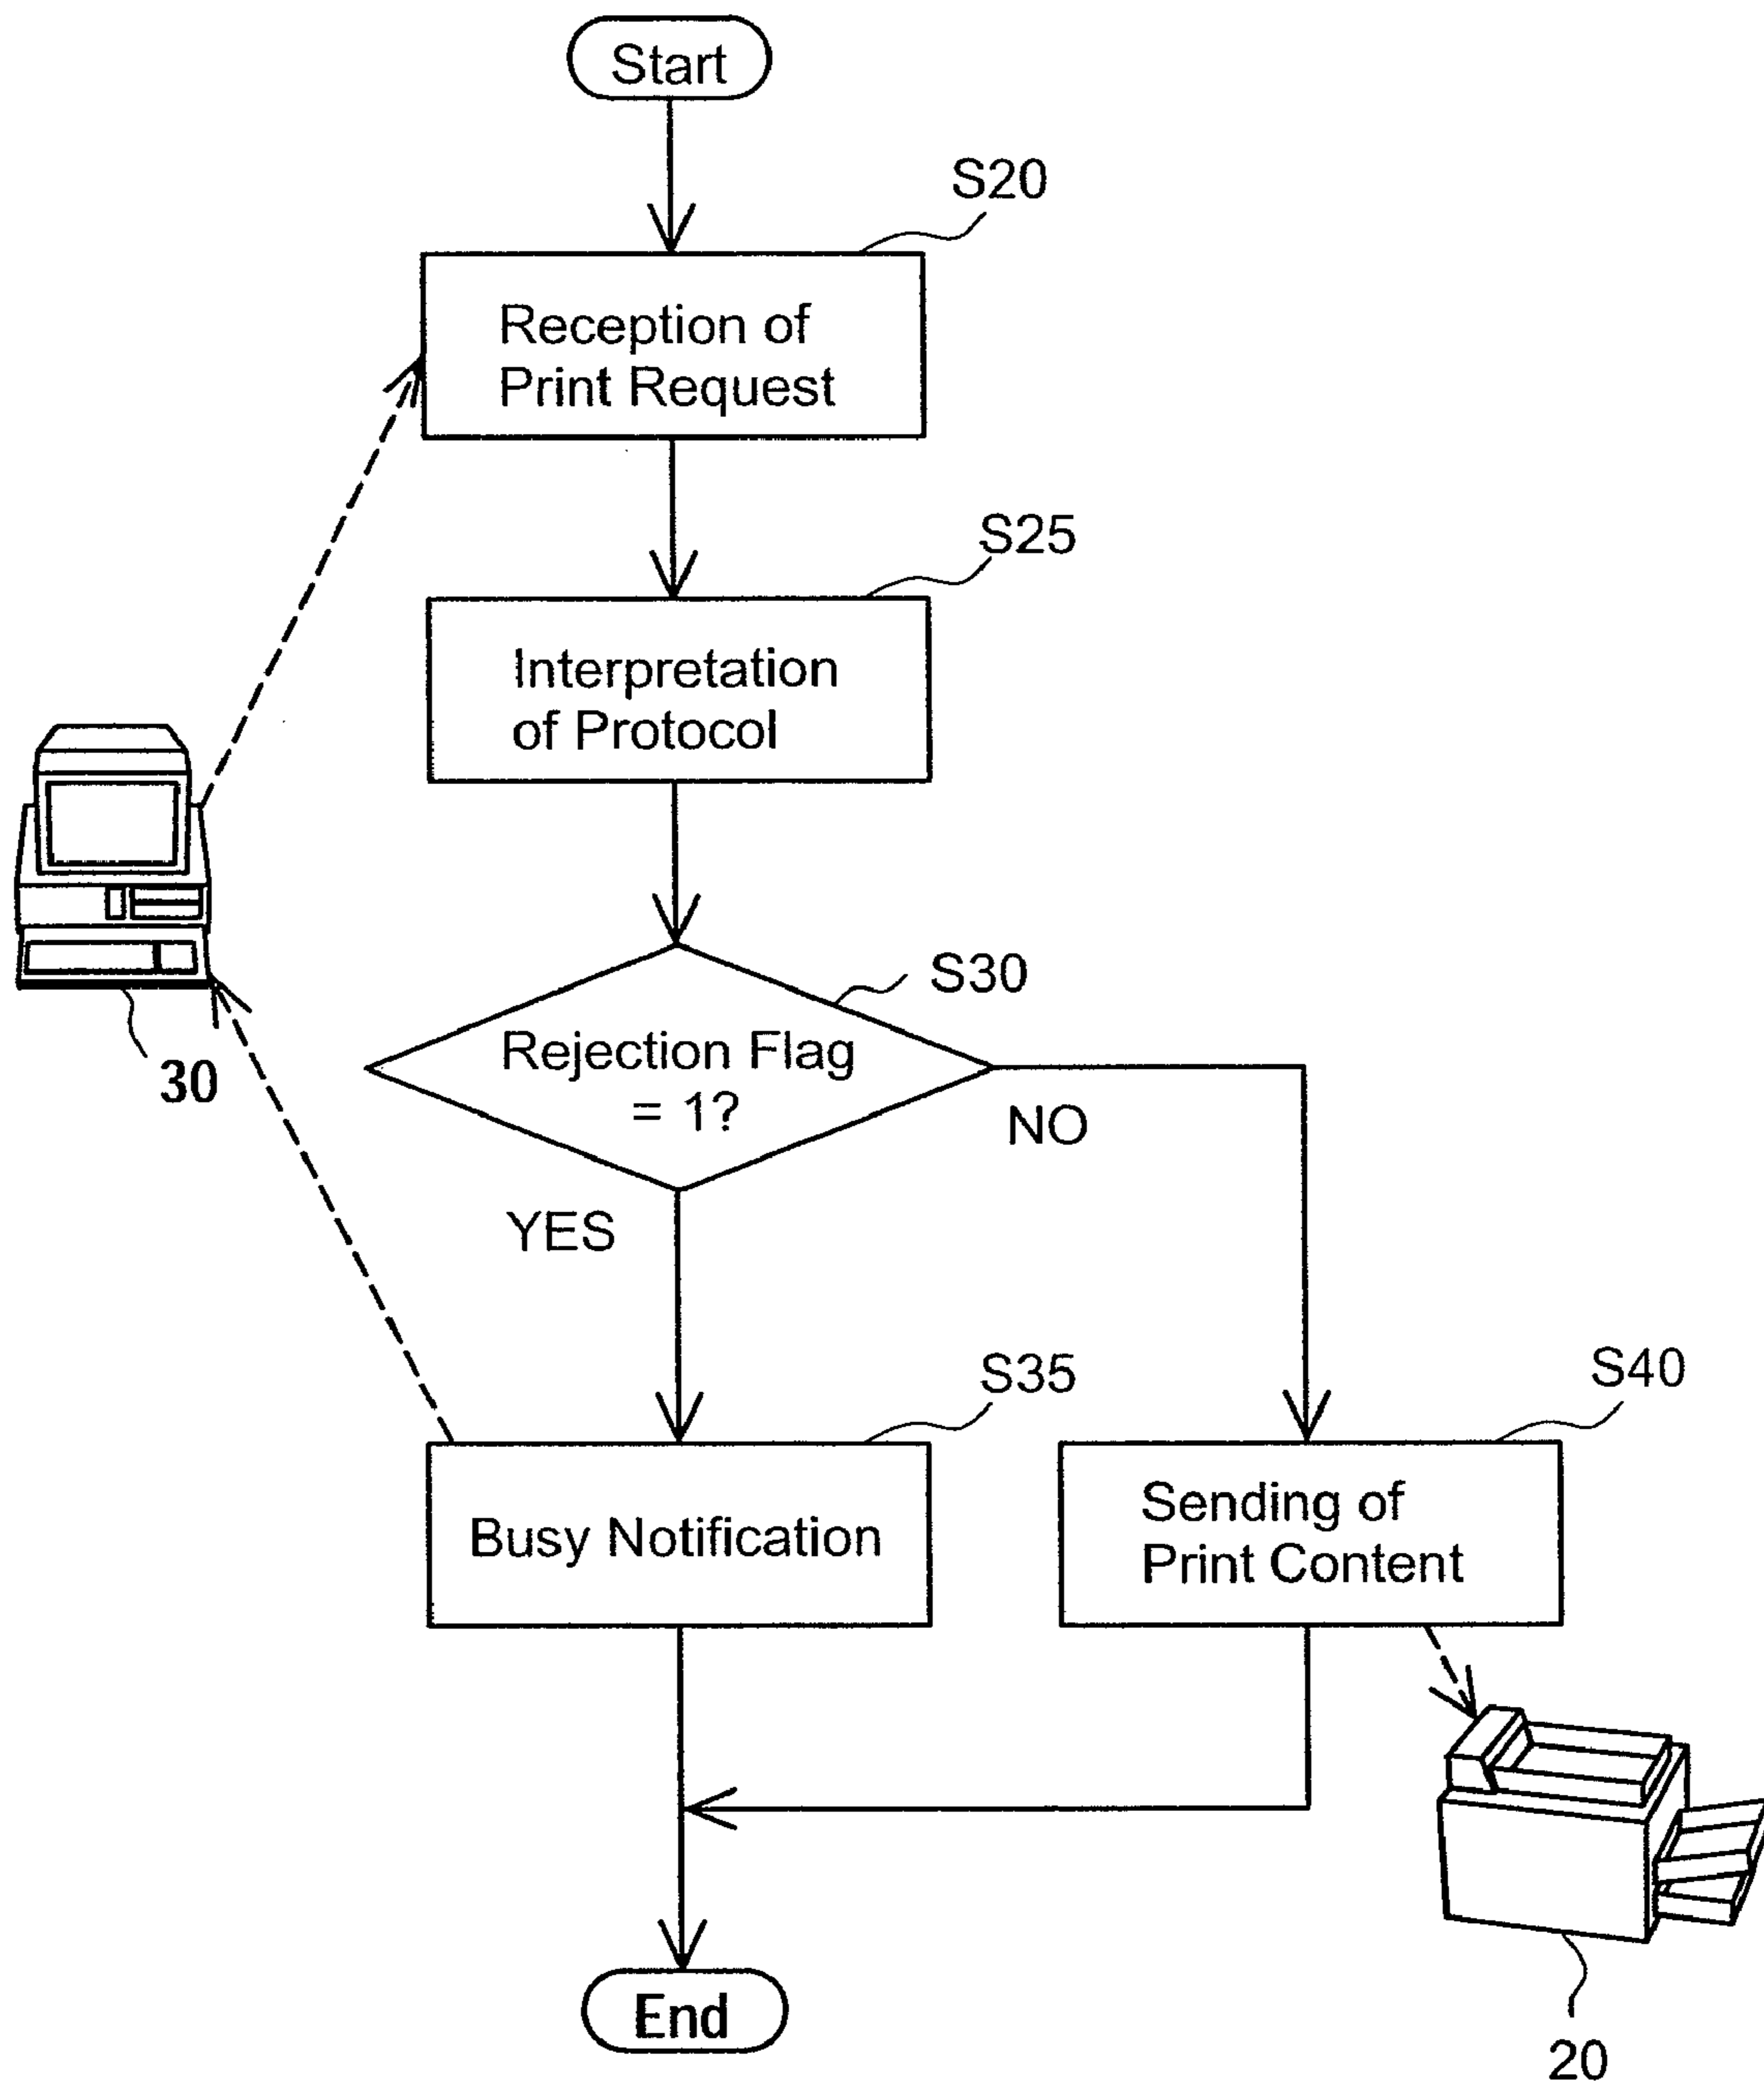 Start
S20
Reception of
Print Request
S25
Interpretation
of Protocol
S30
Rejection Flag
= 1?
30
NO
YES
S35
S40
Busy Notification
Sending of
Print Content
End
20